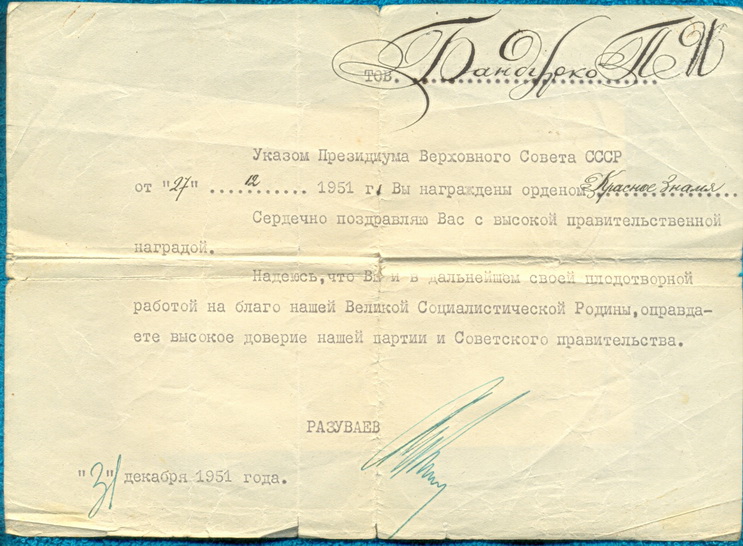 тов. Бандурко П И
Указом Президиума Верховного Совета СССР
от "27" ....12.... 1951 г. Вы награждены орденом Красное Знамя
Сердечно поздравляю Вас с высокой правительственной
наградой.
Надеюсь,что Вы и в дальнейшем своей плодотворной
работой на благо нашей Великой Социалистической Родины,оправда-
ете высокое доверие нашей партии и Советского правительства.
РАЗУВАЕВ
"31" декабря 1951 года.